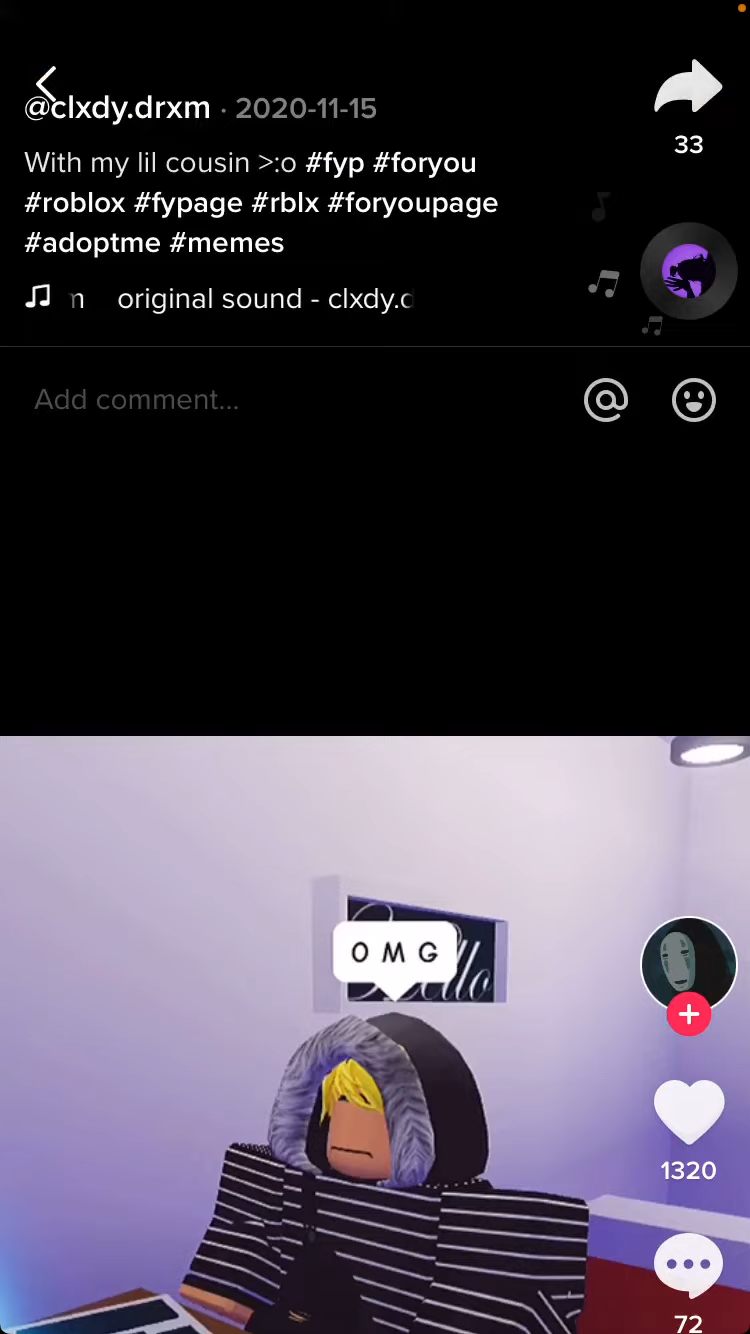 @clxdy.drxm · 2020-11-15
33
With my lil cousin >:o #fyp #foryou
#roblox #fypage #rblx #foryoupage
#adoptme #memes
n original sound - clxdy.d
Add comment...
O M G
1320
72